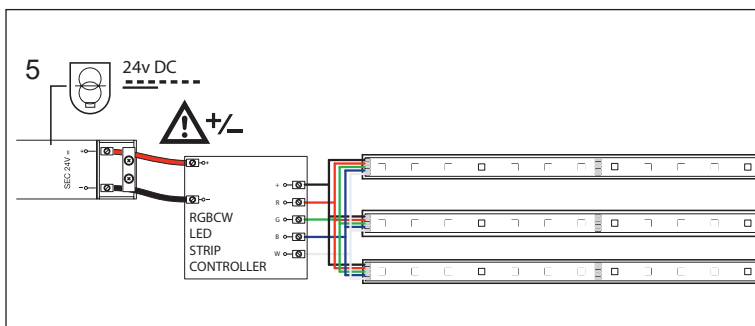 5
24v DC
+/-
SEC 24V =
+
-
+
-
RGBCW
LED
STRIP
CONTROLLER
+
R
G
B
W